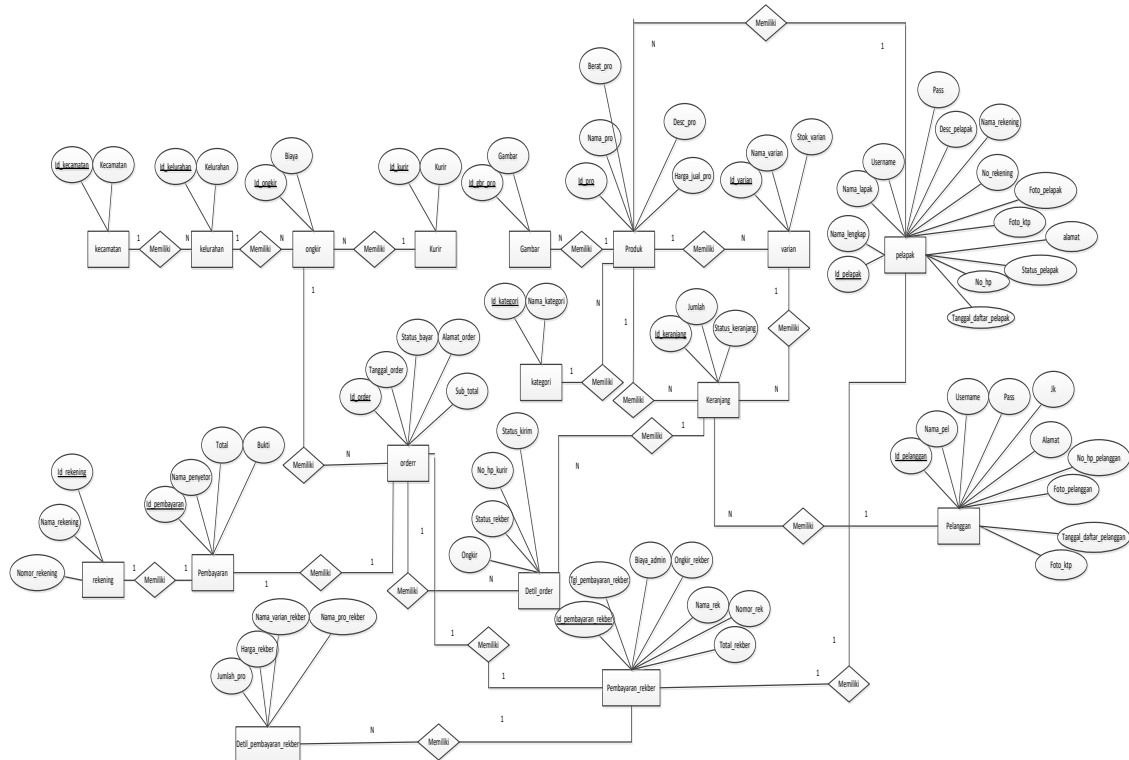 Memiliki
N
1
Berat_pro
Pass
Desc_pro
Nama_rekening
Desc_pelapak
Nama_pro
Stok_varian
Biaya
Gambar
Nama_varian
Username
Id_kecamatan
Kecamatan
Id_kelurahan
Kelurahan
Id_kurir
Kurir
No_rekening
Id_ongkir
Id_gbr_pro
Id_pro
Harga_jual_pro
Id_varian
Nama_lapak
Foto_pelapak
Foto_ktp
Nama_lengkap
alamat
kecamatan
1
Memiliki
N
kelurahan
1
Memiliki
N
ongkir
N
Memiliki
1
Kurir
Gambar
N
Memiliki
1
Produk
1
Memiliki
N
varian
pelapak
Id_pelapak
Status_pelapak
No_hp
Tanggal_daftar_pelapak
1
N
1
1
Id_kategori
Nama_kategori
Jumlah
Id_keranjang
Status_keranjang
Memiliki
Status_bayar
Alamat_order
Tanggal_order
Id_order
Sub_total
kategori
1
Memiliki
N
N
Memiliki
Keranjang
Jk
Username
Pass
Status_kirim
1
Memiliki
Nama_pel
Alamat
Total
Bukti
Id_pelanggan
No_hp_pelanggan
Id_rekening
Memiliki
N
orderr
No_hp_kurir
N
Nama_penyetor
Foto_pelanggan
Id_pembayaran
Nama_rekening
Status_rekber
N
Memiliki
1
Pelanggan
Tanggal_daftar_pelanggan
Ongkir
1
Biaya_admin
Ongkir_rekber
Foto_ktp
Nomor_rekening
rekening
1
Memiliki
1
Pembayaran
1
Memiliki
1
Tgl_pembayaran_rekber
N
Memiliki
Detil_order
Nama_rek
Nomor_rek
Nama_varian_rekber
Nama_pro_rekber
Id_pembayaran_rekber
1
Memiliki
Total_rekber
1
Harga_rekber
Jumlah_pro
1
Pembayaran_rekber
1
Memiliki
1
Detil_pembayaran_rekber
N
Memiliki